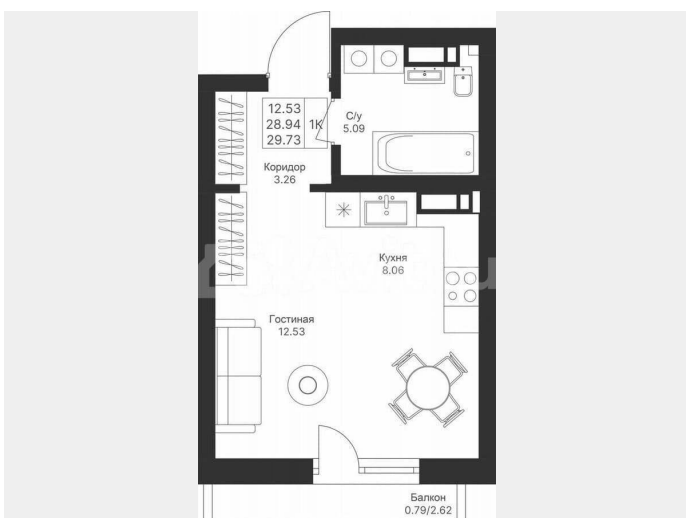 12.53
28.94 1К
29.73
С/у
5.09
Коридор
3.26
Кухня
8.06
Гостиная
12.53
Балкон
0.79/2.62